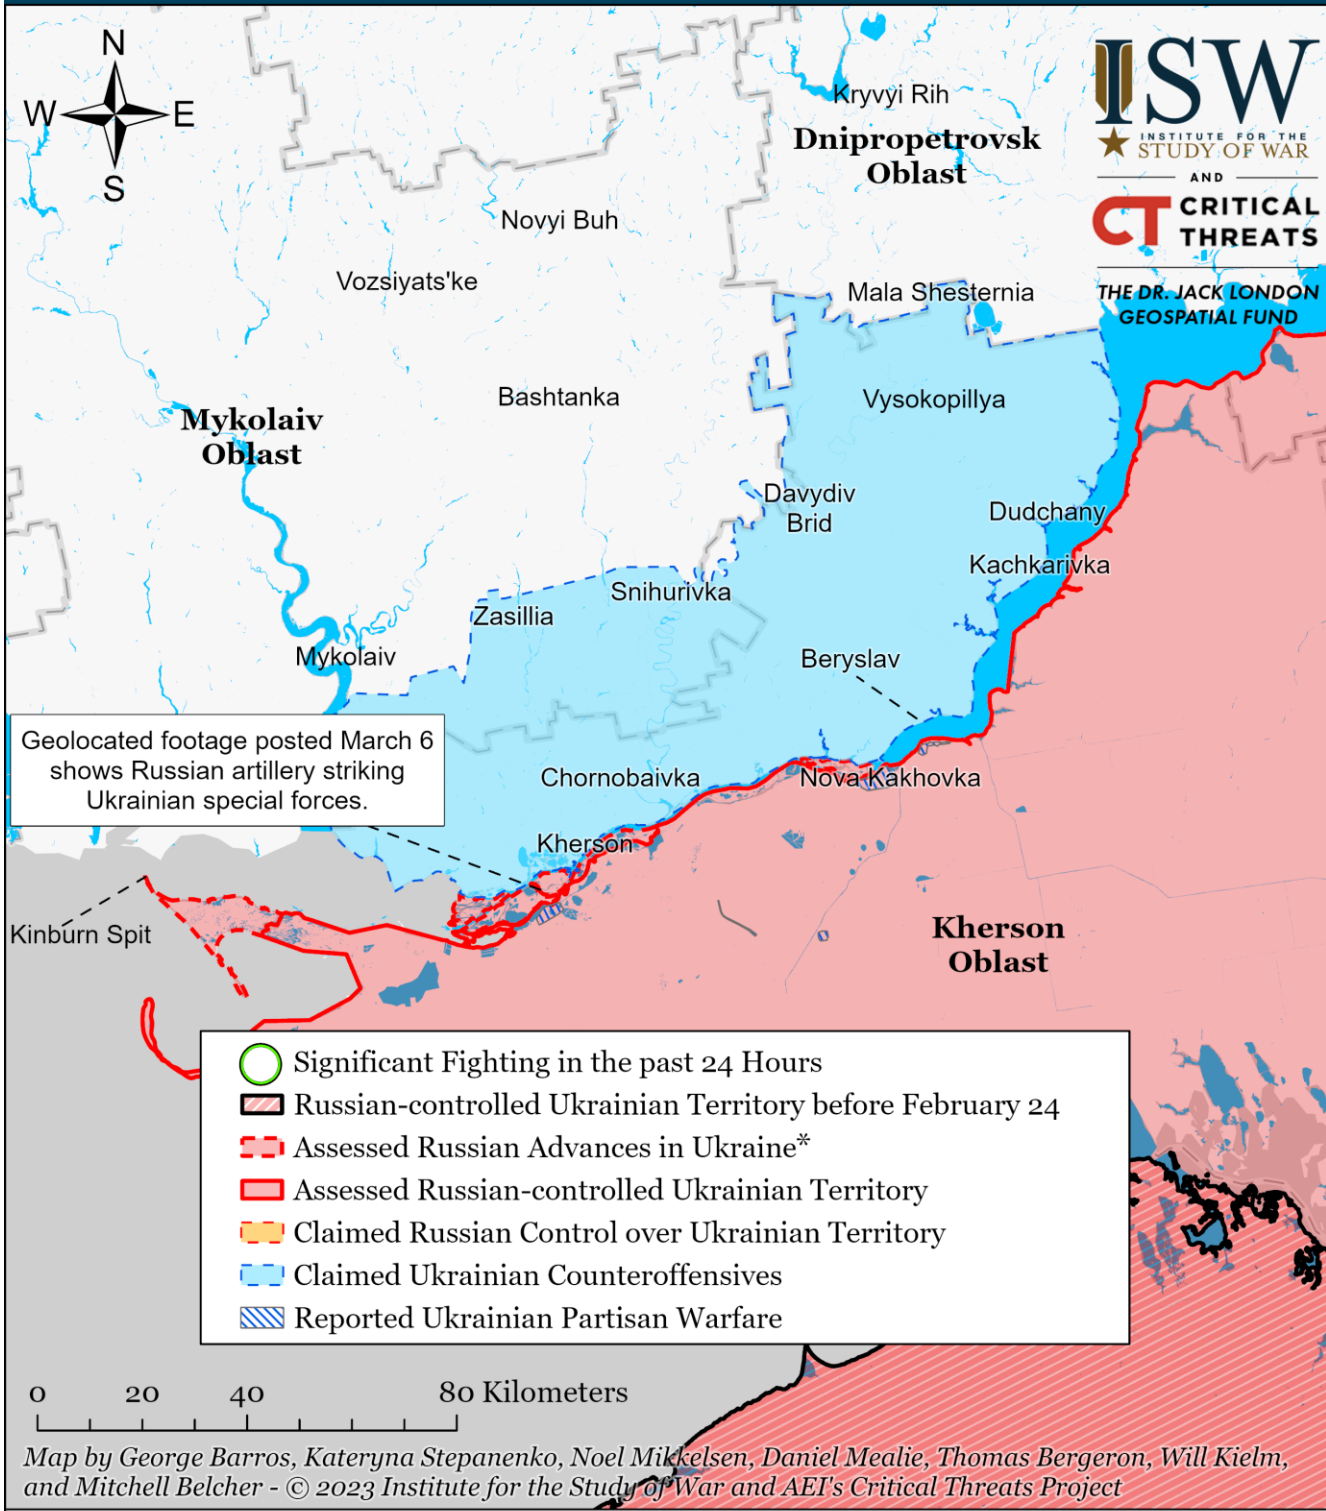 N
W E
S
ISW
INSTITUTE FOR THE
STUDY OF WAR
AND
CT CRITICAL
THREATS
THE DR. JACK LONDON
GEOSPATIAL FUND
Kryvyi Rih
Dnipropetrovsk
Oblast
Novyi Buh
Vozsiyats'ke
Mala Shesternia
Bashtanka
Vysokopillya
Mykolaiv
Oblast
Davydiv
Brid
Dudchany
Kachkarivka
Snihurivka
Zasillia
Mykolaiv
Beryslav
Geolocated footage posted March 6
shows Russian artillery striking
Ukrainian special forces.
Chornobaivka
Nova Kakhovka
Kherson
Kinburn Spit
Kherson
Oblast
Significant Fighting in the past 24 Hours
Russian-controlled Ukrainian Territory before February 24
Assessed Russian Advances in Ukraine*
Assessed Russian-controlled Ukrainian Territory
Claimed Russian Control over Ukrainian Territory
Claimed Ukrainian Counteroffensives
Reported Ukrainian Partisan Warfare
0 20 40 80 Kilometers
Map by George Barros, Kateryna Stepanenko, Noel Mikkelsen, Daniel Mealie, Thomas Bergeron, Will Kielm,
and Mitchell Belcher - © 2023 Institute for the Study of War and AEI's Critical Threats Project